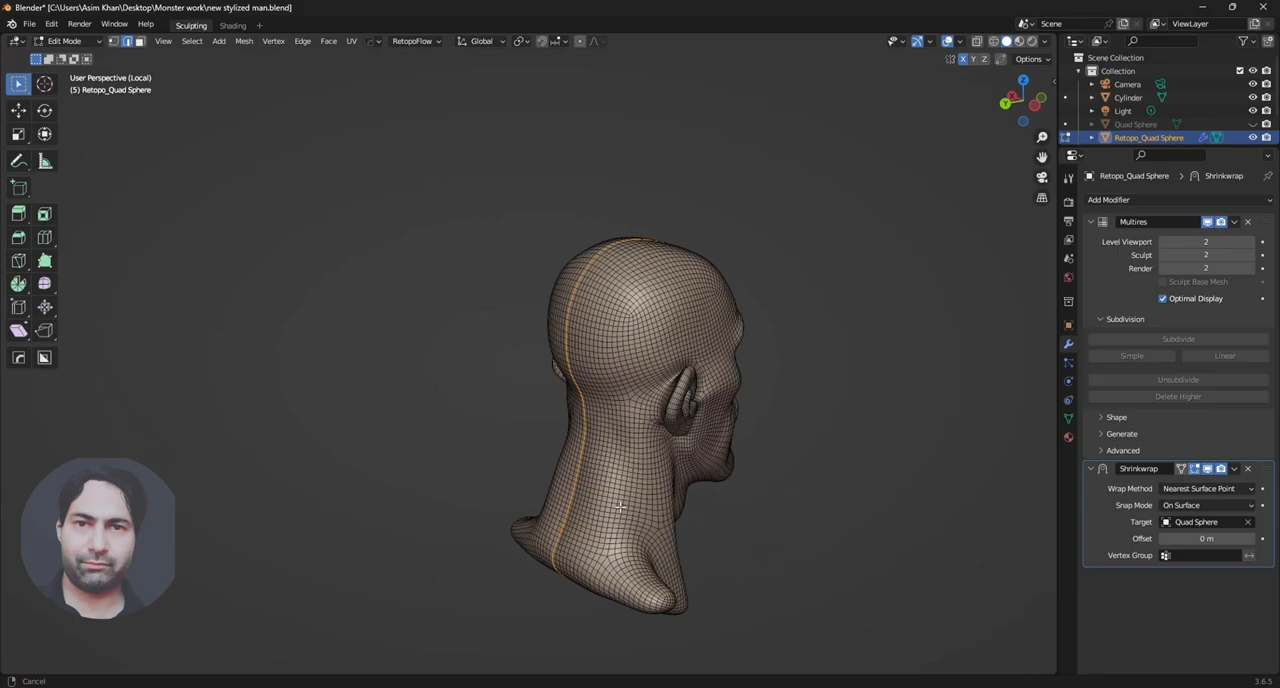 Blender* [C:\Users\Asim Khan\Desktop\Monster work\new stylized man.blend]
File Edit Render Window Help Sculpting Shading + Scene ViewLayer
Edit Mode View Select Add Mesh Vertex Edge Face UV RetopoFlow Global
X Y Z Options
User Perspective (Local)
(5) Retopo_Quad Sphere
Z
Y
X
Scene Collection
Collection
Camera
Cylinder
Light
Quad Sphere
Retopo_Quad Sphere
Retopo_Quad Sphere > Shrinkwrap
Add Modifier
Multires
Level Viewport 2
Sculpt 2
Render 2
Sculpt Base Mesh
Optimal Display
Subdivision
Subdivide
Simple Linear
Unsubdivide
Delete Higher
Shape
Generate
Advanced
Shrinkwrap
Wrap Method Nearest Surface Point
Snap Mode On Surface
Target Quad Sphere
Offset 0 m
Vertex Group
Cancel 3.6.5